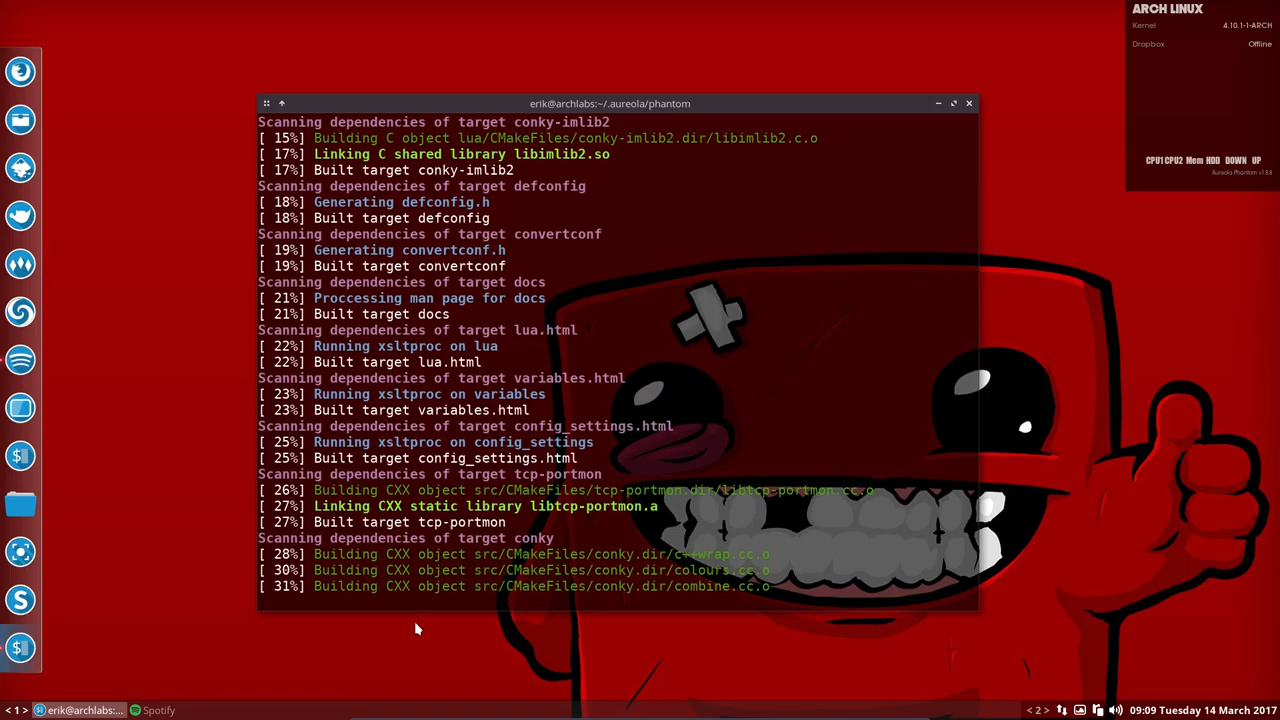 ARCH LINUX
Kernel 4.10.1-1-ARCH
Dropbox Offline
CPU1 CPU2 Mem HDD DOWN UP
Aureola Phantom v1.8.8
erik@archlabs:~/.aureola/phantom
Scanning dependencies of target conky-imlib2
[ 15%] Building C object lua/CMakeFiles/conky-imlib2.dir/libimlib2.c.o
[ 17%] Linking C shared library libimlib2.so
[ 17%] Built target conky-imlib2
Scanning dependencies of target defconfig
[ 18%] Generating defconfig.h
[ 18%] Built target defconfig
Scanning dependencies of target convertconf
[ 19%] Generating convertconf.h
[ 19%] Built target convertconf
Scanning dependencies of target docs
[ 21%] Proccessing man page for docs
[ 21%] Built target docs
Scanning dependencies of target lua.html
[ 22%] Running xsltproc on lua
[ 22%] Built target lua.html
Scanning dependencies of target variables.html
[ 23%] Running xsltproc on variables
[ 23%] Built target variables.html
Scanning dependencies of target config_settings.html
[ 25%] Running xsltproc on config_settings
[ 25%] Built target config_settings.html
Scanning dependencies of target tcp-portmon
[ 26%] Building CXX object src/CMakeFiles/tcp-portmon.dir/libtcp-portmon.cc.o
[ 27%] Linking CXX static library libtcp-portmon.a
[ 27%] Built target tcp-portmon
Scanning dependencies of target conky
[ 28%] Building CXX object src/CMakeFiles/conky.dir/c++wrap.cc.o
[ 30%] Building CXX object src/CMakeFiles/conky.dir/colours.cc.o
[ 31%] Building CXX object src/CMakeFiles/conky.dir/combine.cc.o
< 1 > erik@archlabs:... Spotify < 2 > 09:09 Tuesday 14 March 2017